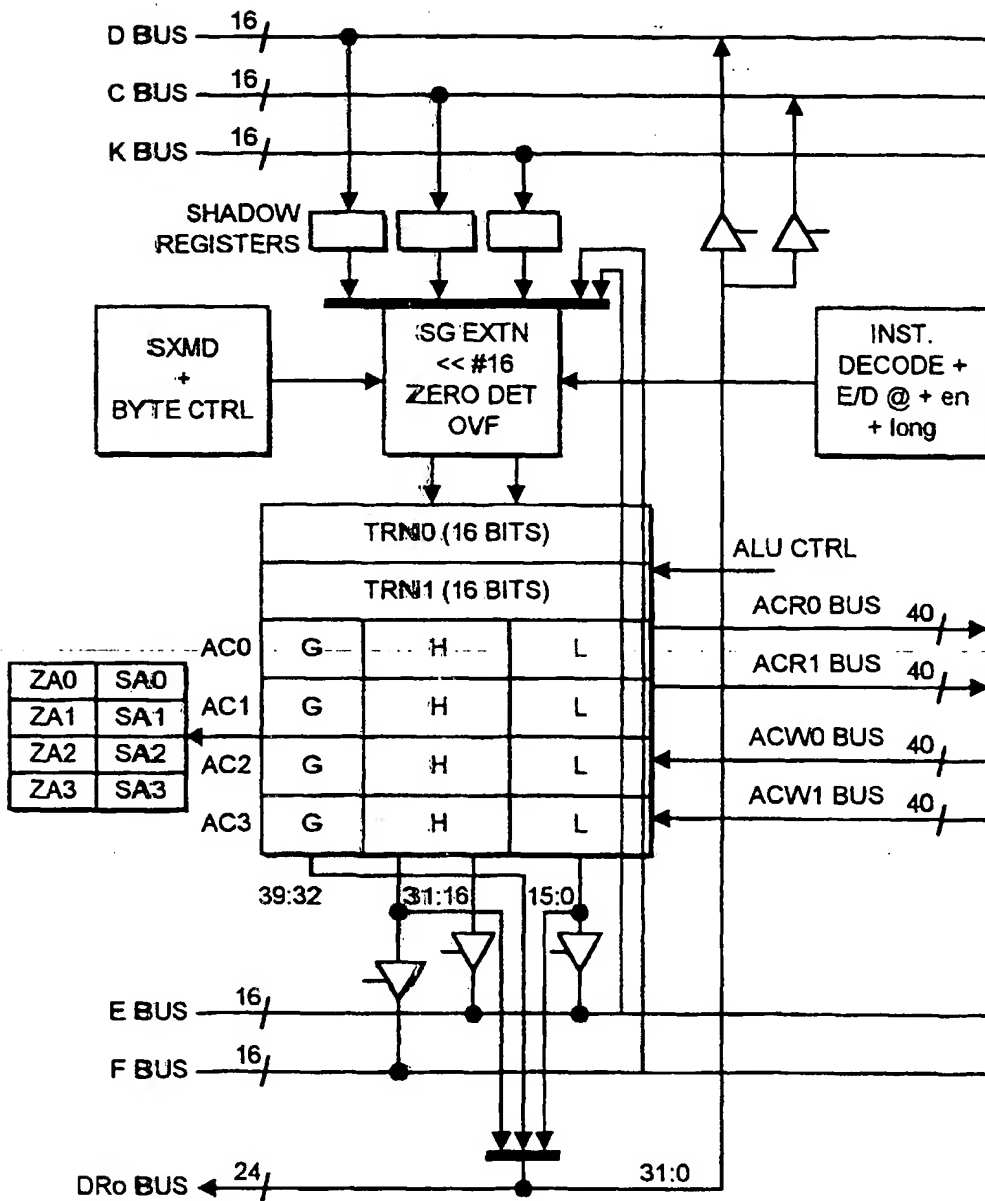 D BUS 16
C BUS 16
K BUS 16
SHADOW
REGISTERS
SXMD
+
BYTE CTRL
SG EXTN
<< #16
ZERO DET
OVF
INST.
DECODE +
E/D @ + en
+ long
TRN0 (16 BITS)
TRN1 (16 BITS)
ALU CTRL
ACR0 BUS 40
ACR1 BUS 40
ACW0 BUS 40
ACW1 BUS 40
AC0 G H L
AC1 G H L
AC2 G H L
AC3 G H L
ZA0 SA0
ZA1 SA1
ZA2 SA2
ZA3 SA3
39:32 31:16 15:0
E BUS 16
F BUS 16
DRo BUS 24 31:0